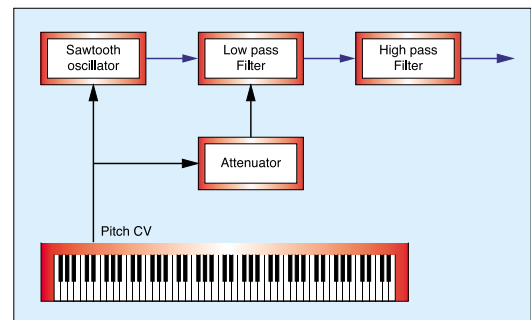 Sawtooth
oscillator
Low pass
Filter
High pass
Filter
Attenuator
Pitch CV